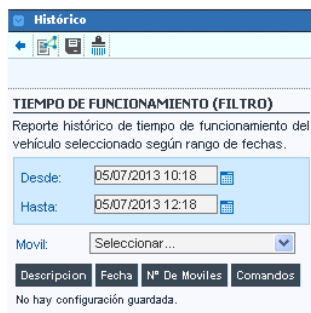 Histórico
TIEMPO DE FUNCIONAMIENTO (FILTRO)
Reporte histórico de tiempo de funcionamiento del
vehículo seleccionado según rango de fechas.
Desde: 05/07/2013 10:18
Hasta: 05/07/2013 12:18
Movil: Seleccionar...
Descripcion Fecha Nº De Moviles Comandos
No hay configuración guardada.